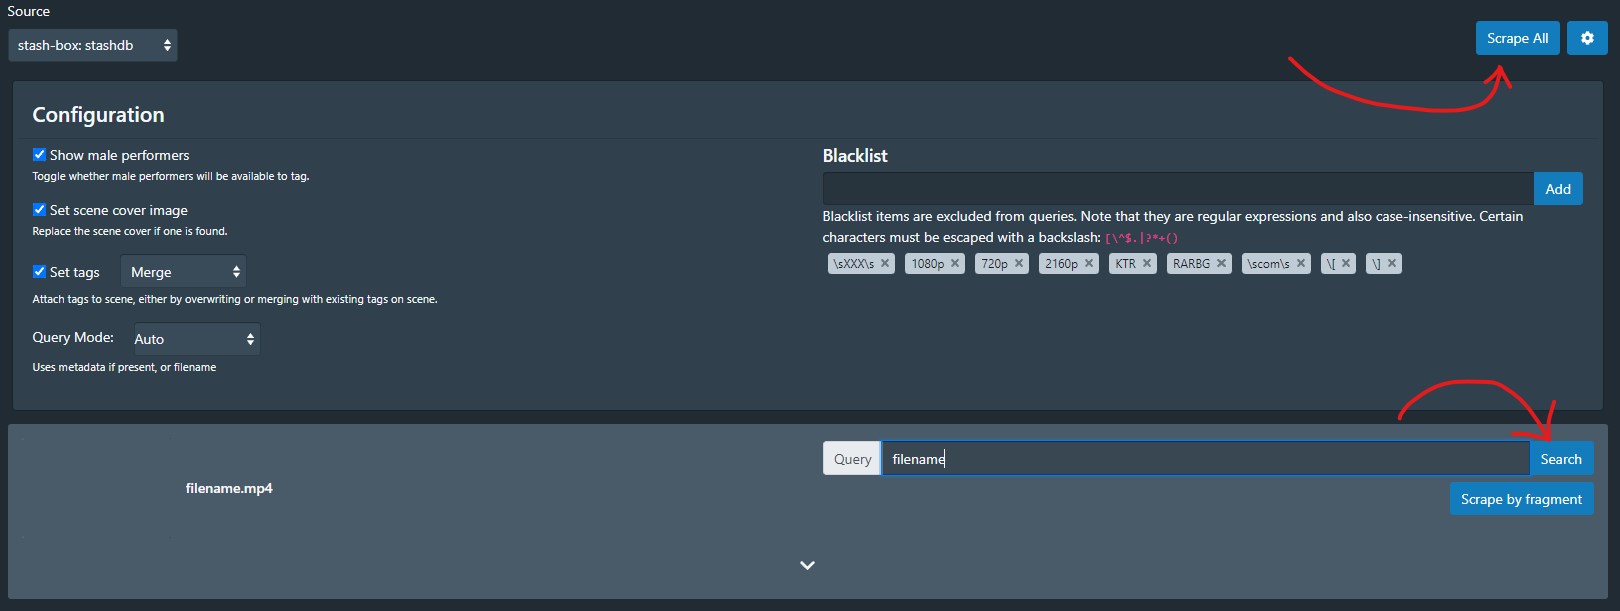 Source
stash-box: stashdb
Scrape All
Configuration
Show male performers
Toggle whether male performers will be available to tag.
Set scene cover image
Replace the scene cover if one is found.
Set tags Merge
Attach tags to scene, either by overwriting or merging with existing tags on scene.
Query Mode: Auto
Uses metadata if present, or filename
Blacklist
Add
Blacklist items are excluded from queries. Note that they are regular expressions and also case-insensitive. Certain
characters must be escaped with a backslash: [\^$.|?*+()
\sXXX\s 1080p 720p 2160p KTR RARBG \scom\s \[ \]
filename.mp4
Query filename Search
Scrape by fragment